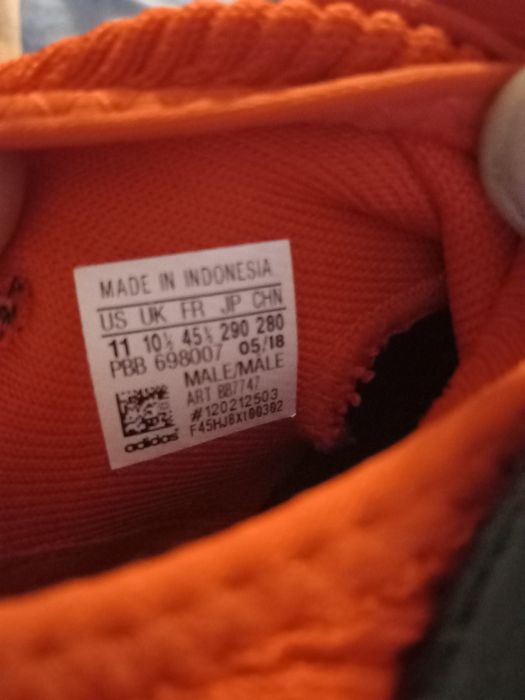 MADE IN INDONESIA
US UK FR JP CHN
11 10½ 45⅓ 290 280
PBB 698007 05/18
MALE/MALE
ART BB7747
#120212503
F45HJBX100302
adidas